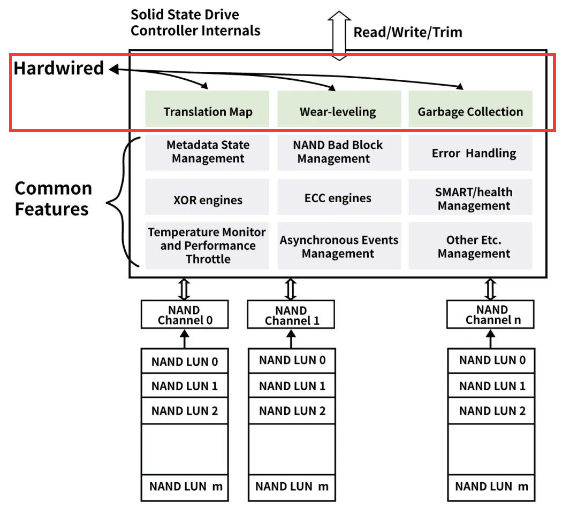 Solid State Drive
Controller Internals
Read/Write/Trim
Hardwired
Translation Map
Wear-leveling
Garbage Collection
Common
Features
Metadata State
Management
NAND Bad Block
Management
Error Handling
XOR engines
ECC engines
SMART/health
Management
Temperature Monitor
and Performance
Throttle
Asynchronous Events
Management
Other Etc.
Management
NAND
Channel 0
NAND
Channel 1
NAND
Channel n
NAND LUN 0
NAND LUN 1
NAND LUN 2
NAND LUN m
NAND LUN 0
NAND LUN 1
NAND LUN 2
NAND LUN m
NAND LUN 0
NAND LUN 1
NAND LUN 2
NAND LUN m